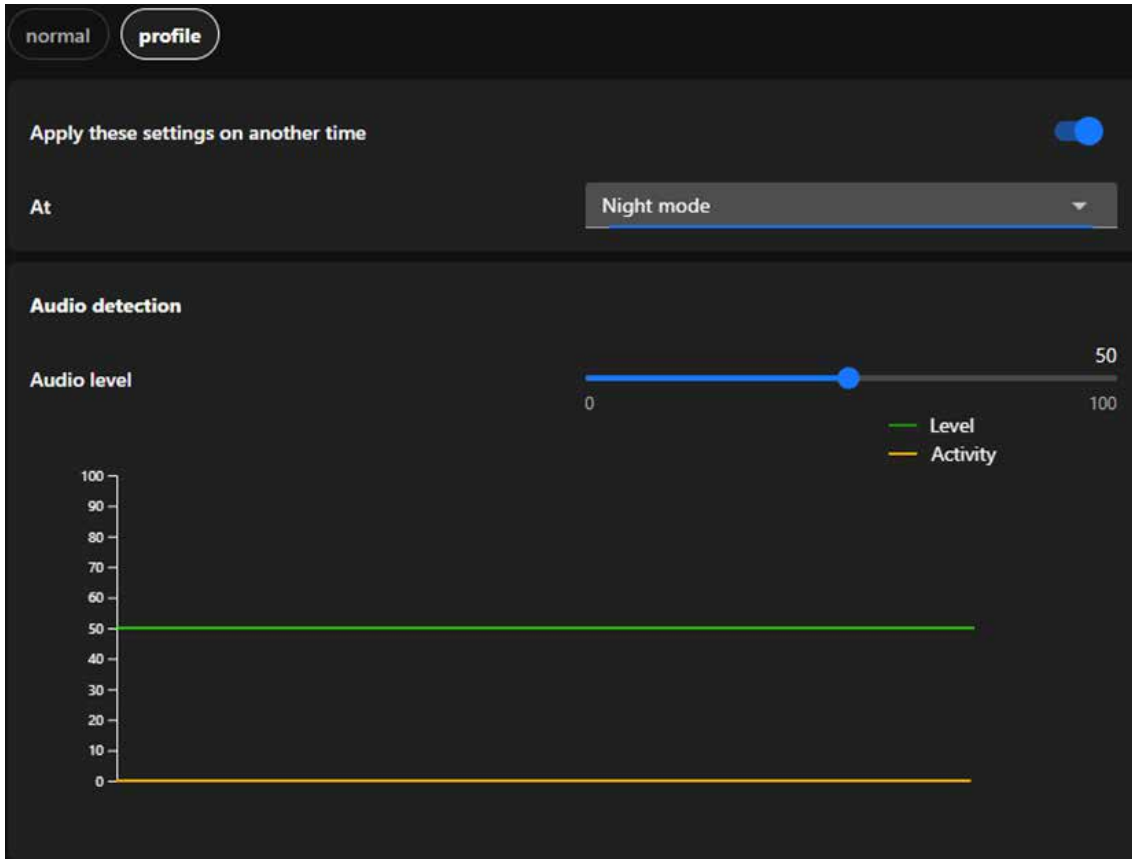 normal profile
Apply these settings on another time
At Night mode
Audio detection
50
Audio level
0 100
Level
Activity
100
90
80
70
60
50
40
30
20
10
0